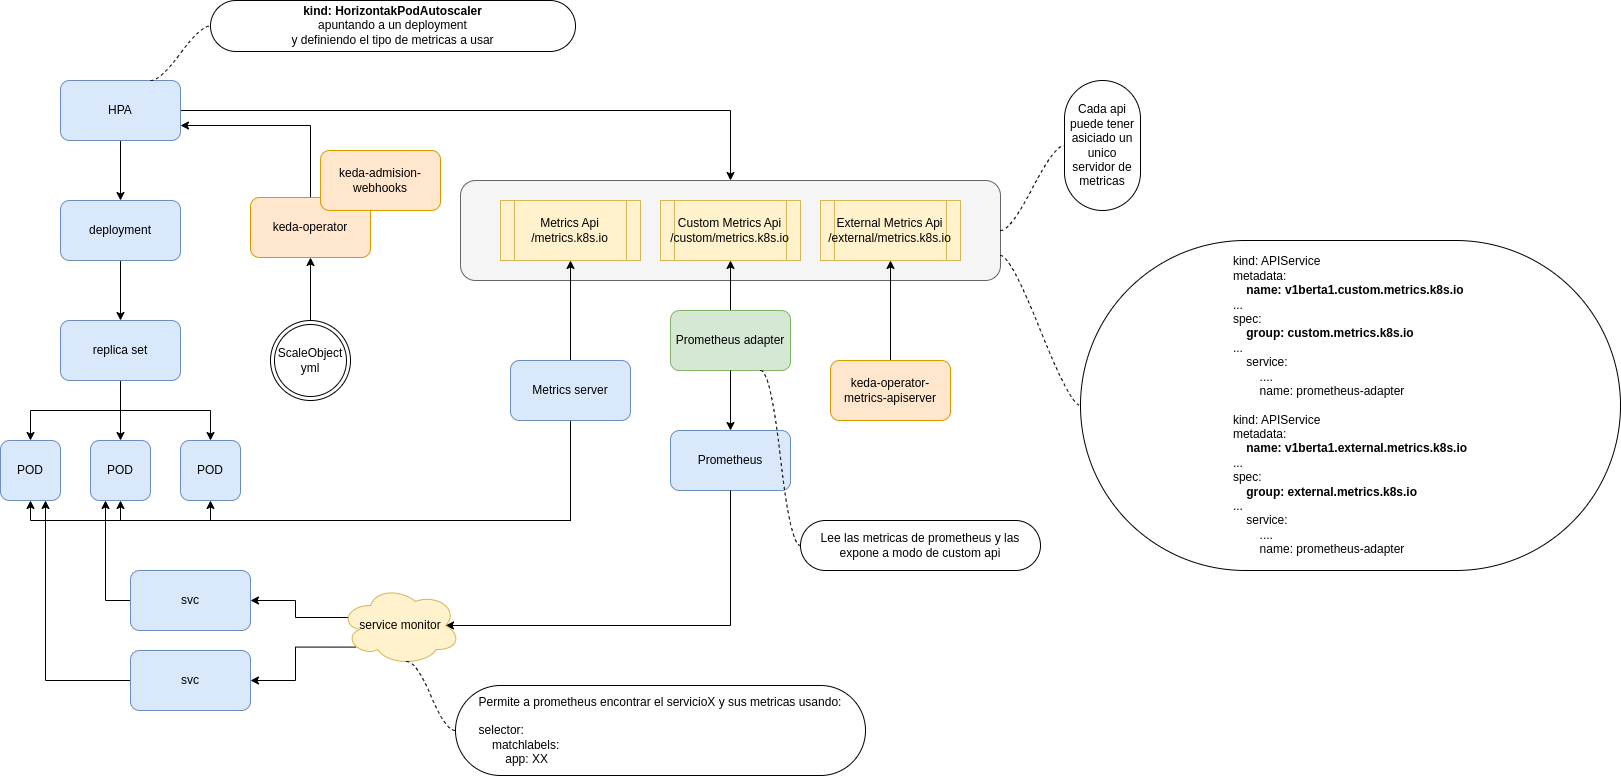 kind: HorizontakPodAutoscaler
apuntando a un deployment
y definiendo el tipo de metricas a usar
HPA
keda-admision-
webhooks
keda-operator
deployment
replica set
ScaleObject
yml
POD
POD
POD
Metrics Api
/metrics.k8s.io
Custom Metrics Api
/custom/metrics.k8s.io
External Metrics Api
/external/metrics.k8s.io
Cada api
puede tener
asiciado un
unico
servidor de
metricas
Metrics server
Prometheus adapter
keda-operator-
metrics-apiserver
Prometheus
kind: APIService
metadata:
name: v1berta1.custom.metrics.k8s.io
...
spec:
group: custom.metrics.k8s.io
...
service:
....
name: prometheus-adapter
kind: APIService
metadata:
name: v1berta1.external.metrics.k8s.io
...
spec:
group: external.metrics.k8s.io
...
service:
....
name: prometheus-adapter
Lee las metricas de prometheus y las
expone a modo de custom api
svc
svc
service monitor
Permite a prometheus encontrar el servicioX y sus metricas usando:
selector:
matchlabels:
app: XX